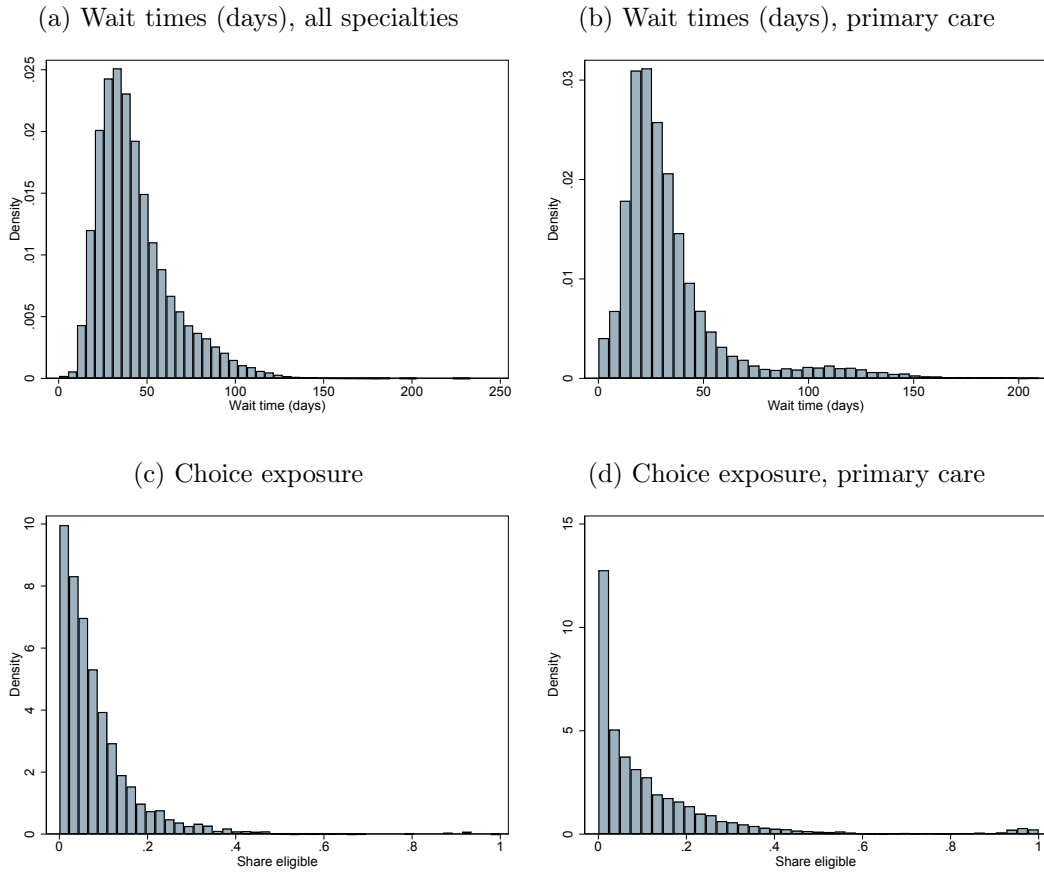 (a) Wait times (days), all specialties
(b) Wait times (days), primary care
.025
.02
.015
.01
.005
0
Density
0 50 100 150 200 250
Wait time (days)
.03
.02
.01
0
Density
0 50 100 150 200
Wait time (days)
(c) Choice exposure
(d) Choice exposure, primary care
10
8
6
4
2
0
Density
0 .2 .4 .6 .8 1
Share eligible
15
10
5
0
Density
0 .2 .4 .6 .8 1
Share eligible